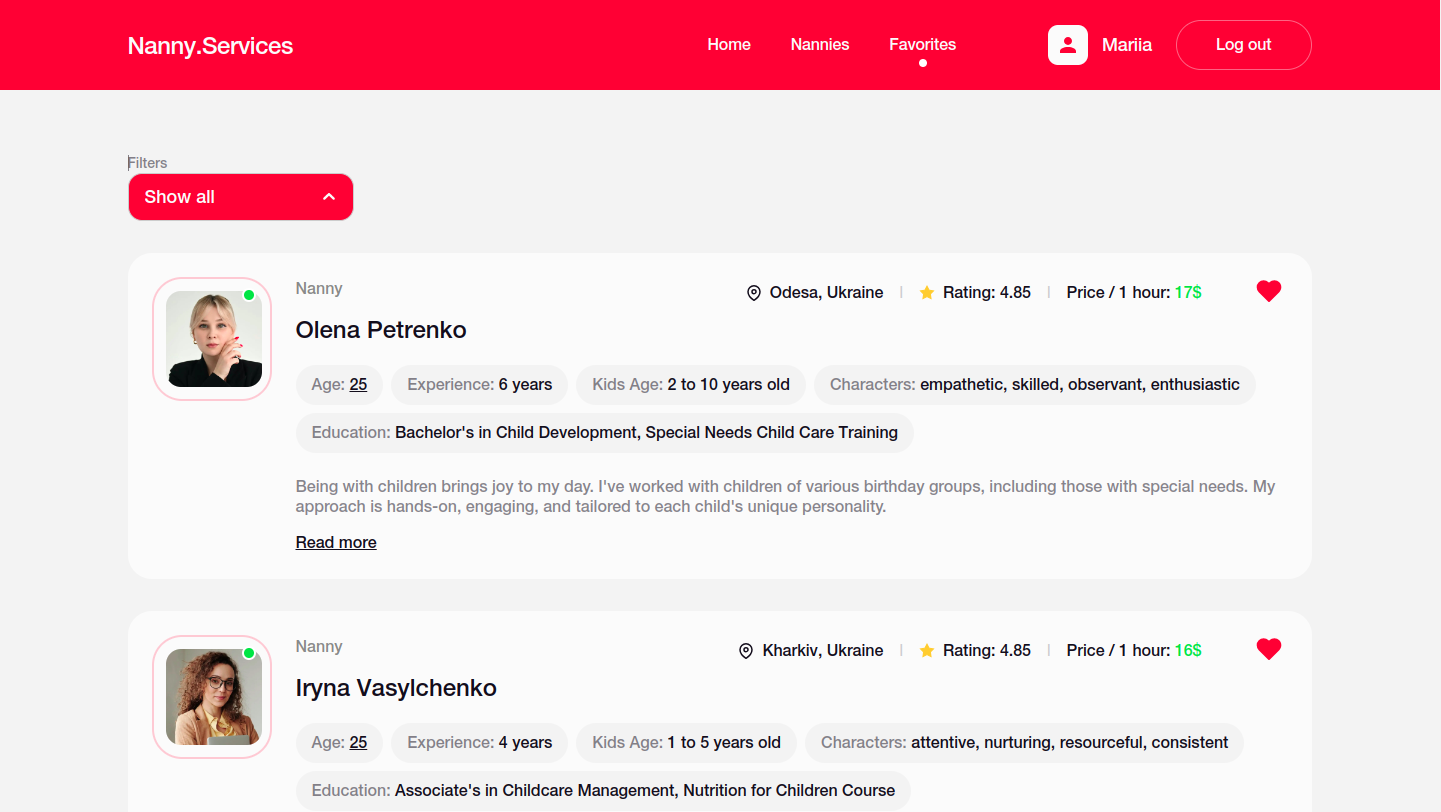 Nanny.Services
Home Nannies Favorites Mariia Log out
Filters
Show all
Nanny
Odesa, Ukraine | Rating: 4.85 | Price / 1 hour: 17$
Olena Petrenko
Age: 25 Experience: 6 years Kids Age: 2 to 10 years old Characters: empathetic, skilled, observant, enthusiastic
Education: Bachelor's in Child Development, Special Needs Child Care Training
Being with children brings joy to my day. I've worked with children of various birthday groups, including those with special needs. My
approach is hands-on, engaging, and tailored to each child's unique personality.
Read more
Nanny
Kharkiv, Ukraine | Rating: 4.85 | Price / 1 hour: 16$
Iryna Vasylchenko
Age: 25 Experience: 4 years Kids Age: 1 to 5 years old Characters: attentive, nurturing, resourceful, consistent
Education: Associate's in Childcare Management, Nutrition for Children Course